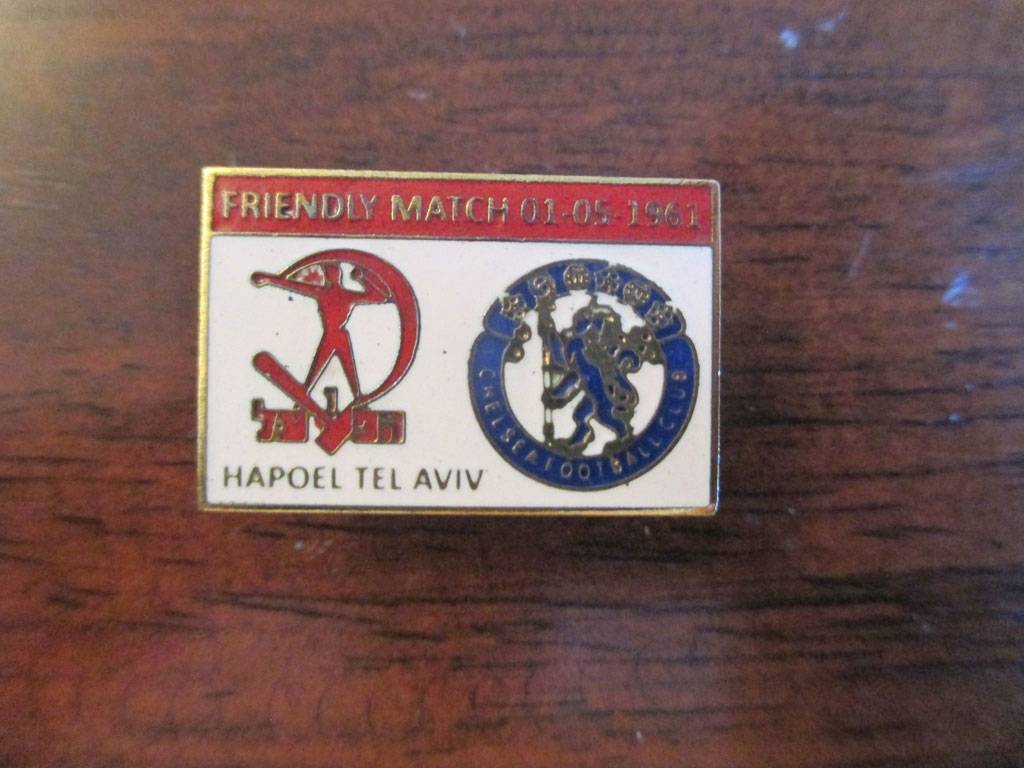 FRIENDLY MATCH 01-05-1961
הפועל
HAPOEL TEL AVIV
CHELSEA FOOTBALL CLUB